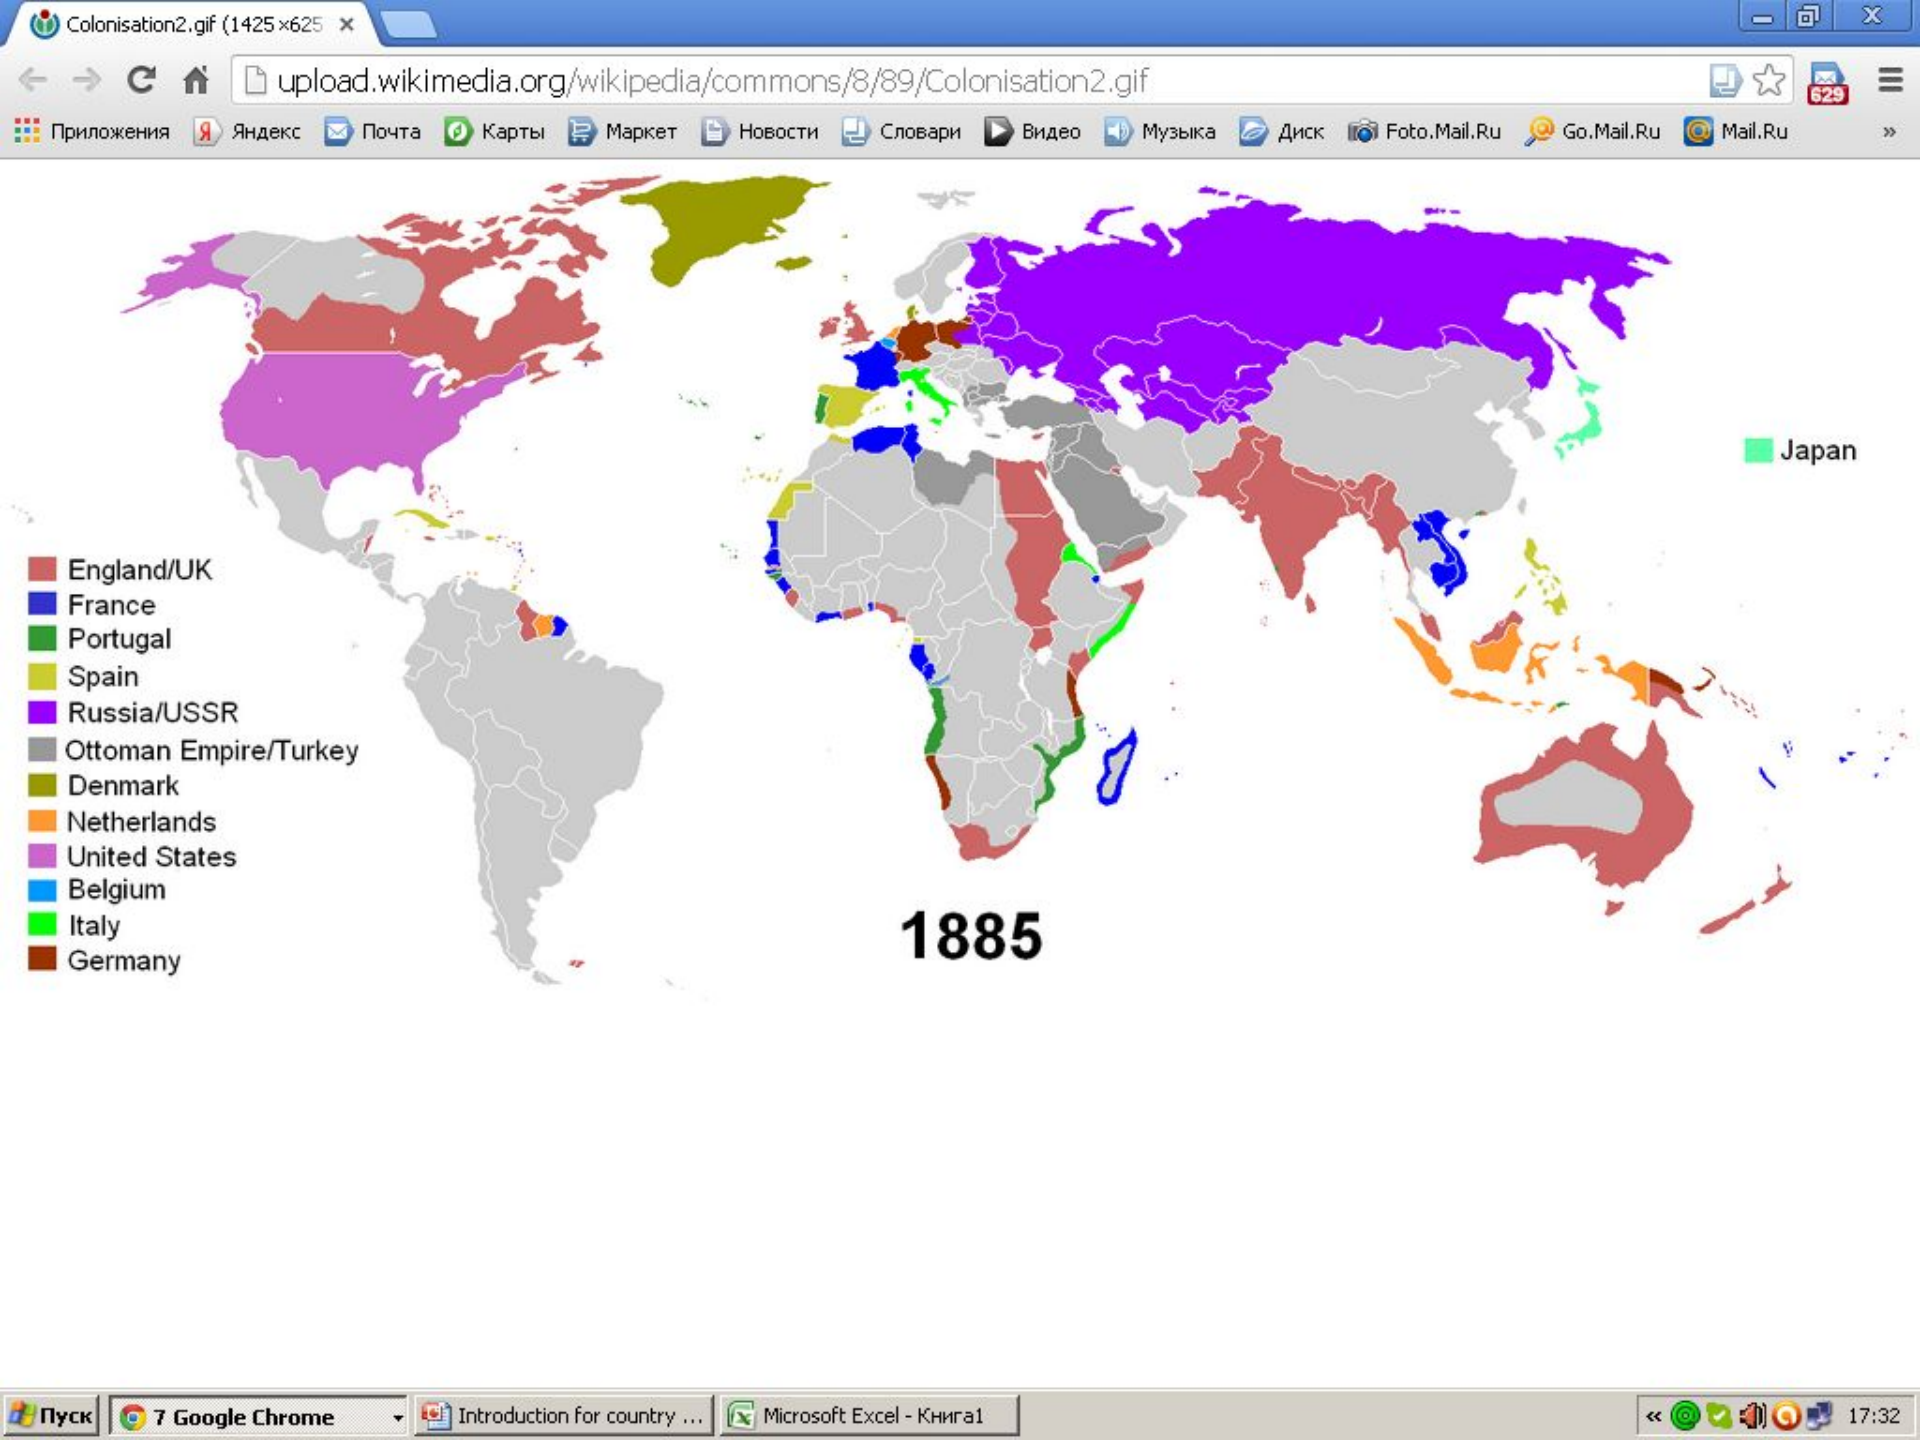 Colonisation2.gif (1425×625
upload.wikimedia.org/wikipedia/commons/8/89/Colonisation2.gif
629
Приложения Яндекс Почта Карты Маркет Новости Словари Видео Музыка Диск Foto.Mail.Ru Go.Mail.Ru Mail.Ru »
Japan
England/UK
France
Portugal
Spain
Russia/USSR
Ottoman Empire/Turkey
Denmark
Netherlands
United States
Belgium
Italy
Germany
1885
Пуск 7 Google Chrome Introduction for country ... Microsoft Excel - Книга1 « 17:32